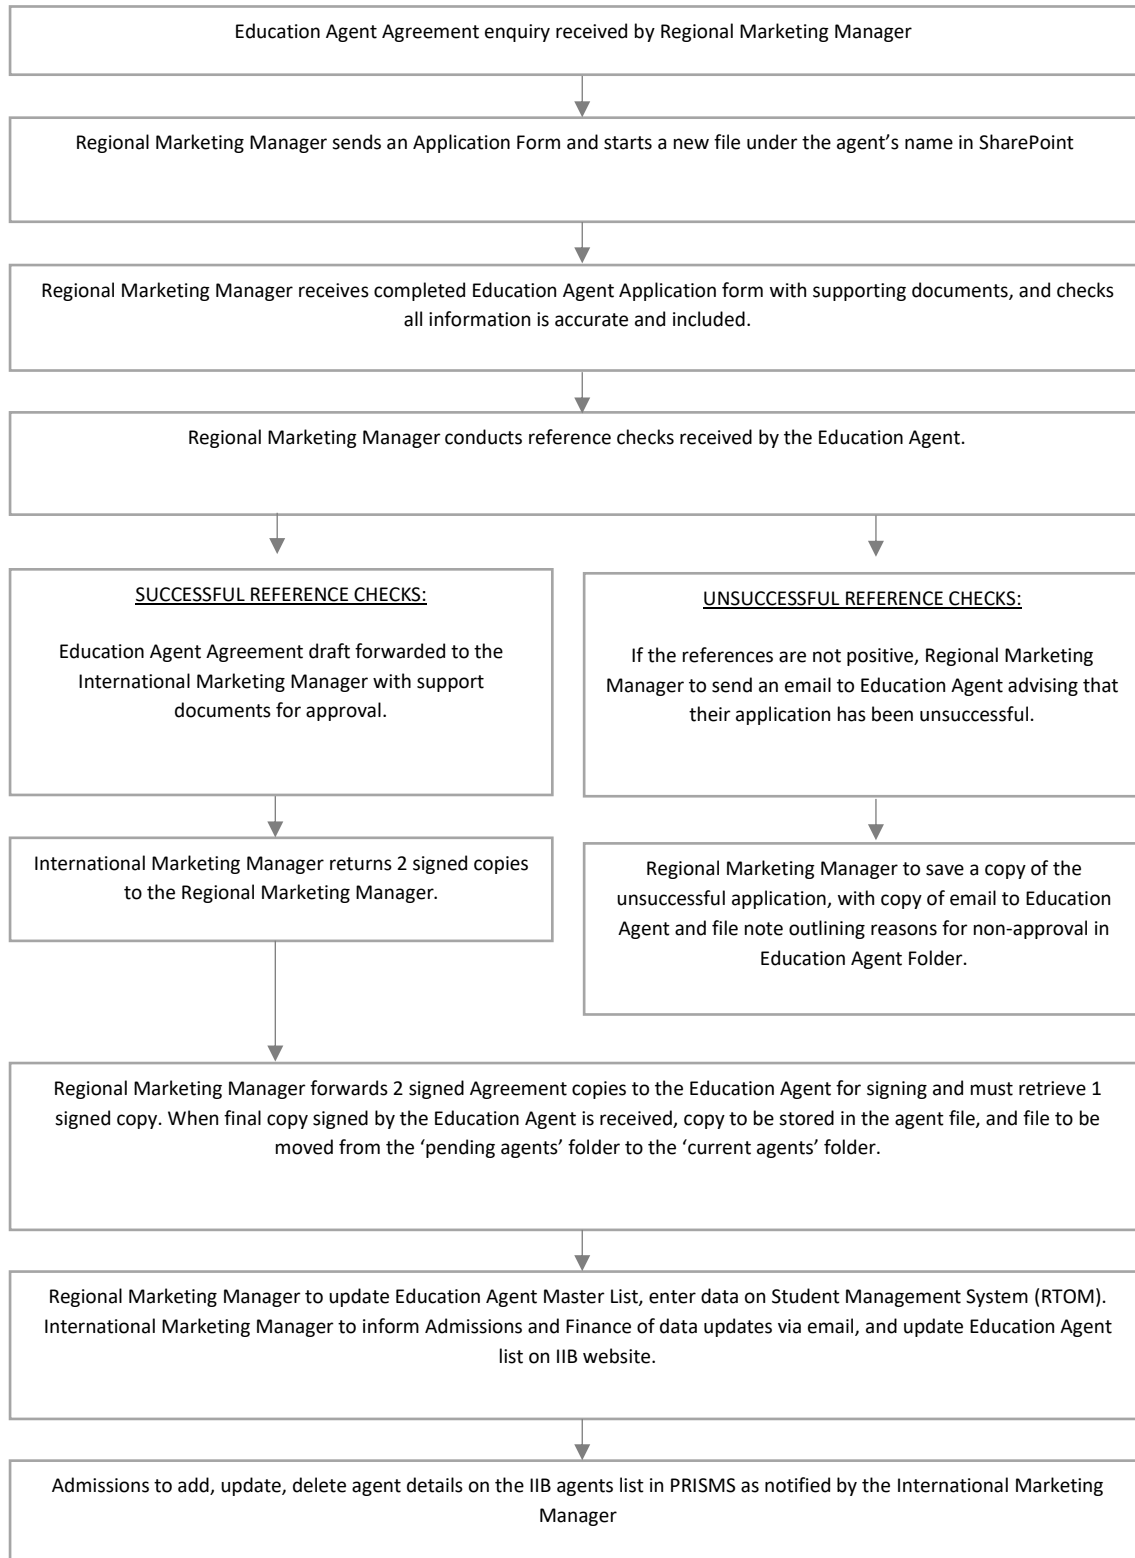 Education Agent Agreement enquiry received by Regional Marketing Manager
Regional Marketing Manager sends an Application Form and starts a new file under the agent’s name in SharePoint
Regional Marketing Manager receives completed Education Agent Application form with supporting documents, and checks
all information is accurate and included.
Regional Marketing Manager conducts reference checks received by the Education Agent.
SUCCESSFUL REFERENCE CHECKS:
Education Agent Agreement draft forwarded to the
International Marketing Manager with support
documents for approval.
UNSUCCESSFUL REFERENCE CHECKS:
If the references are not positive, Regional Marketing
Manager to send an email to Education Agent advising that
their application has been unsuccessful.
International Marketing Manager returns 2 signed copies
to the Regional Marketing Manager.
Regional Marketing Manager to save a copy of the
unsuccessful application, with copy of email to Education
Agent and file note outlining reasons for non-approval in
Education Agent Folder.
Regional Marketing Manager forwards 2 signed Agreement copies to the Education Agent for signing and must retrieve 1
signed copy. When final copy signed by the Education Agent is received, copy to be stored in the agent file, and file to be
moved from the ‘pending agents’ folder to the ‘current agents’ folder.
Regional Marketing Manager to update Education Agent Master List, enter data on Student Management System (RTOM).
International Marketing Manager to inform Admissions and Finance of data updates via email, and update Education Agent
list on IIB website.
Admissions to add, update, delete agent details on the IIB agents list in PRISMS as notified by the International Marketing
Manager